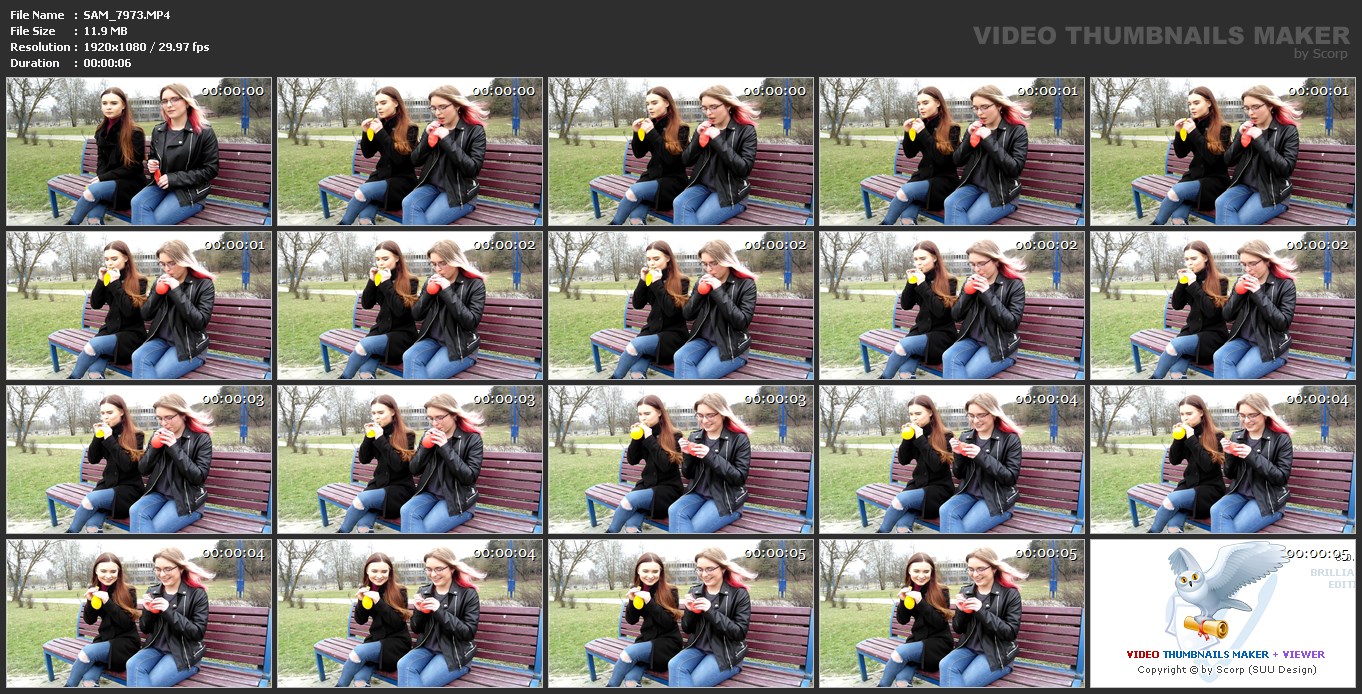 File Name : SAM_7973.MP4
File Size : 11.9 MB
Resolution : 1920x1080 / 29.97 fps
Duration : 00:00:06
VIDEO THUMBNAILS MAKER
by Scorp
00:00:00 00:00:00 00:00:00 00:00:01 00:00:01
00:00:01 00:00:02 00:00:02 00:00:02 00:00:02
00:00:03 00:00:03 00:00:03 00:00:04 00:00:04
00:00:04 00:00:04 00:00:05 00:00:05 00:00:05
BRILLIA
EDIT
VIDEO THUMBNAILS MAKER + VIEWER
Copyright © by Scorp (SUU Design)